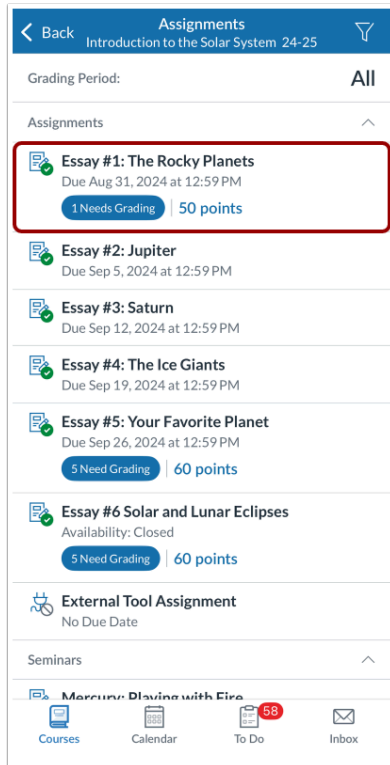 Back
Assignments
Introduction to the Solar System 24-25
Grading Period:
All
Assignments
Essay #1: The Rocky Planets
Due Aug 31, 2024 at 12:59 PM
1 Needs Grading | 50 points
Essay #2: Jupiter
Due Sep 5, 2024 at 12:59 PM
Essay #3: Saturn
Due Sep 12, 2024 at 12:59 PM
Essay #4: The Ice Giants
Due Sep 19, 2024 at 12:59 PM
Essay #5: Your Favorite Planet
Due Sep 26, 2024 at 12:59 PM
5 Need Grading | 60 points
Essay #6 Solar and Lunar Eclipses
Availability: Closed
5 Need Grading | 60 points
External Tool Assignment
No Due Date
Seminars
Mercury: Playing with Fire
58
Courses Calendar To Do Inbox